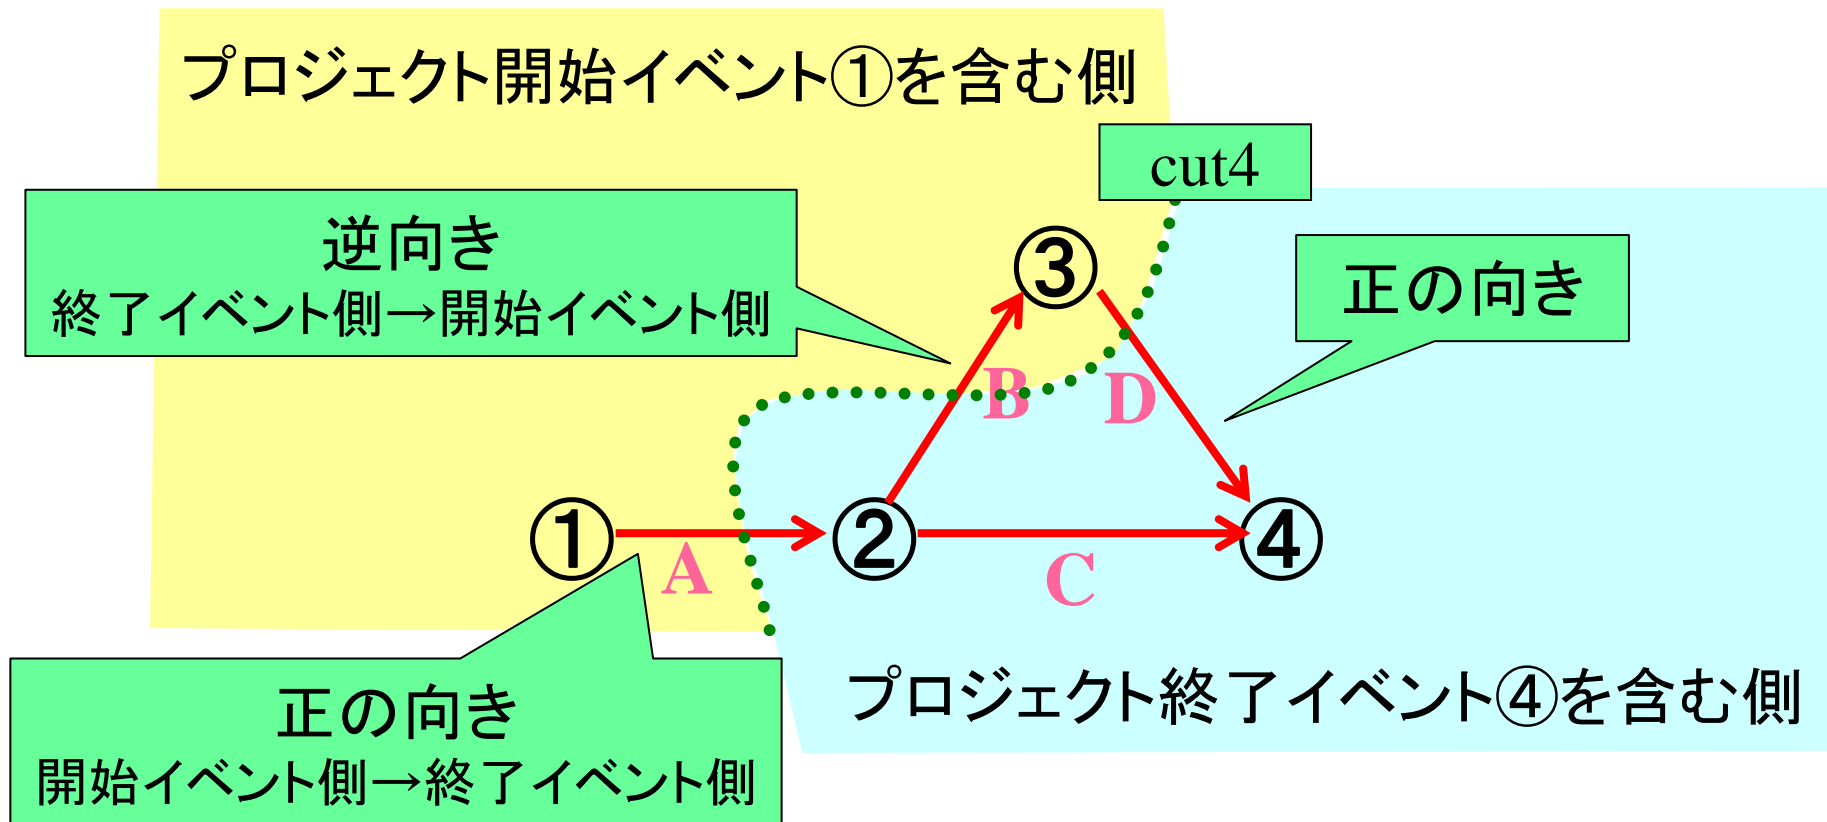 プロジェクト開始イベント①を含む側
cut4
逆向き
終了イベント側→開始イベント側
③
正の向き
B
D
①
②
④
A
C
正の向き
開始イベント側→終了イベント側
プロジェクト終了イベント④を含む側